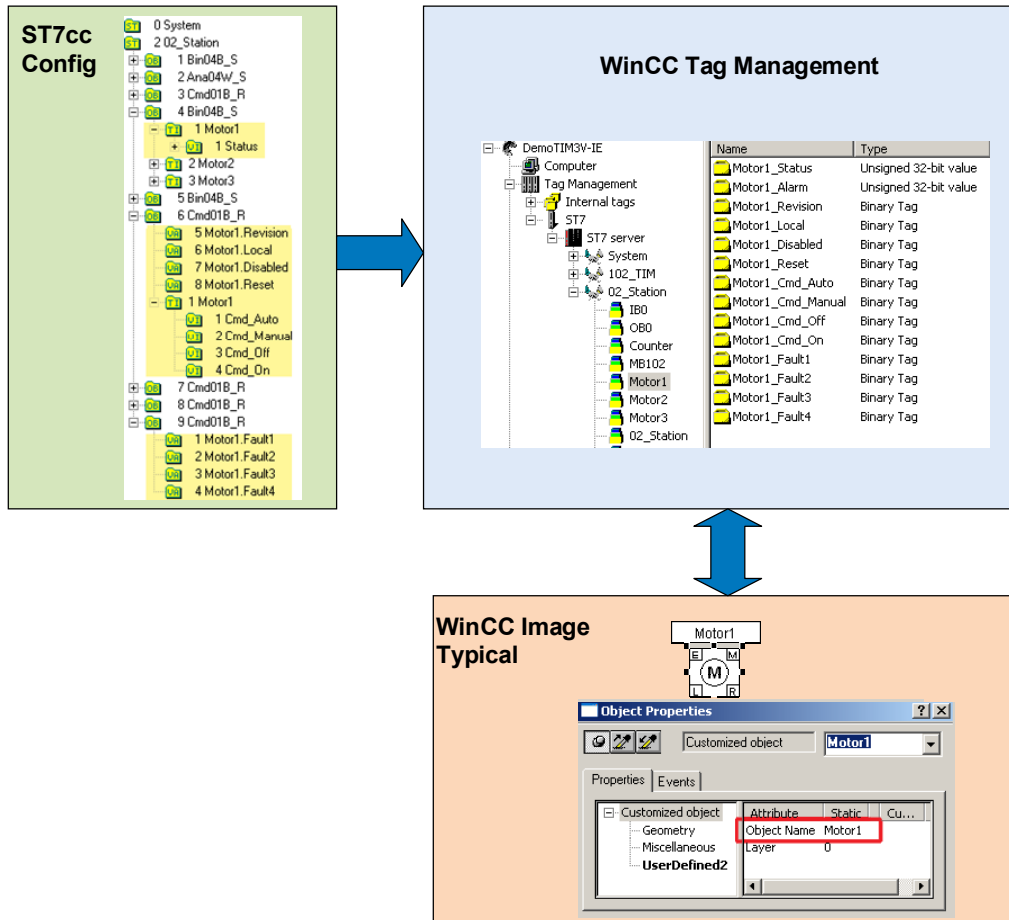 ST7cc
Config
0 System
2 02_Station
1 Bin04B_S
2 Ana04W_S
3 Cmd01B_R
4 Bin04B_S
1 Motor1
1 Status
2 Motor2
3 Motor3
5 Bin04B_S
6 Cmd01B_R
5 Motor1.Revision
6 Motor1.Local
7 Motor1.Disabled
8 Motor1.Reset
1 Motor1
1 Cmd_Auto
2 Cmd_Manual
3 Cmd_Off
4 Cmd_On
7 Cmd01B_R
8 Cmd01B_R
9 Cmd01B_R
1 Motor1.Fault1
2 Motor1.Fault2
3 Motor1.Fault3
4 Motor1.Fault4
WinCC Tag Management
DemoTIM3V-IE
Computer
Tag Management
Internal tags
ST7
ST7 server
System
102_TIM
02_Station
IB0
OB0
Counter
MB102
Motor1
Motor2
Motor3
02_Station
Name Type
Motor1_Status Unsigned 32-bit value
Motor1_Alarm Unsigned 32-bit value
Motor1_Revision Binary Tag
Motor1_Local Binary Tag
Motor1_Disabled Binary Tag
Motor1_Reset Binary Tag
Motor1_Cmd_Auto Binary Tag
Motor1_Cmd_Manual Binary Tag
Motor1_Cmd_Off Binary Tag
Motor1_Cmd_On Binary Tag
Motor1_Fault1 Binary Tag
Motor1_Fault2 Binary Tag
Motor1_Fault3 Binary Tag
Motor1_Fault4 Binary Tag
WinCC Image
Typical
Motor1
E M
M
L R
Object Properties
Customized object Motor1
Properties Events
Customized object
Geometry
Miscellaneous
UserDefined2
Attribute Static Cu...
Object Name Motor1
Layer 0